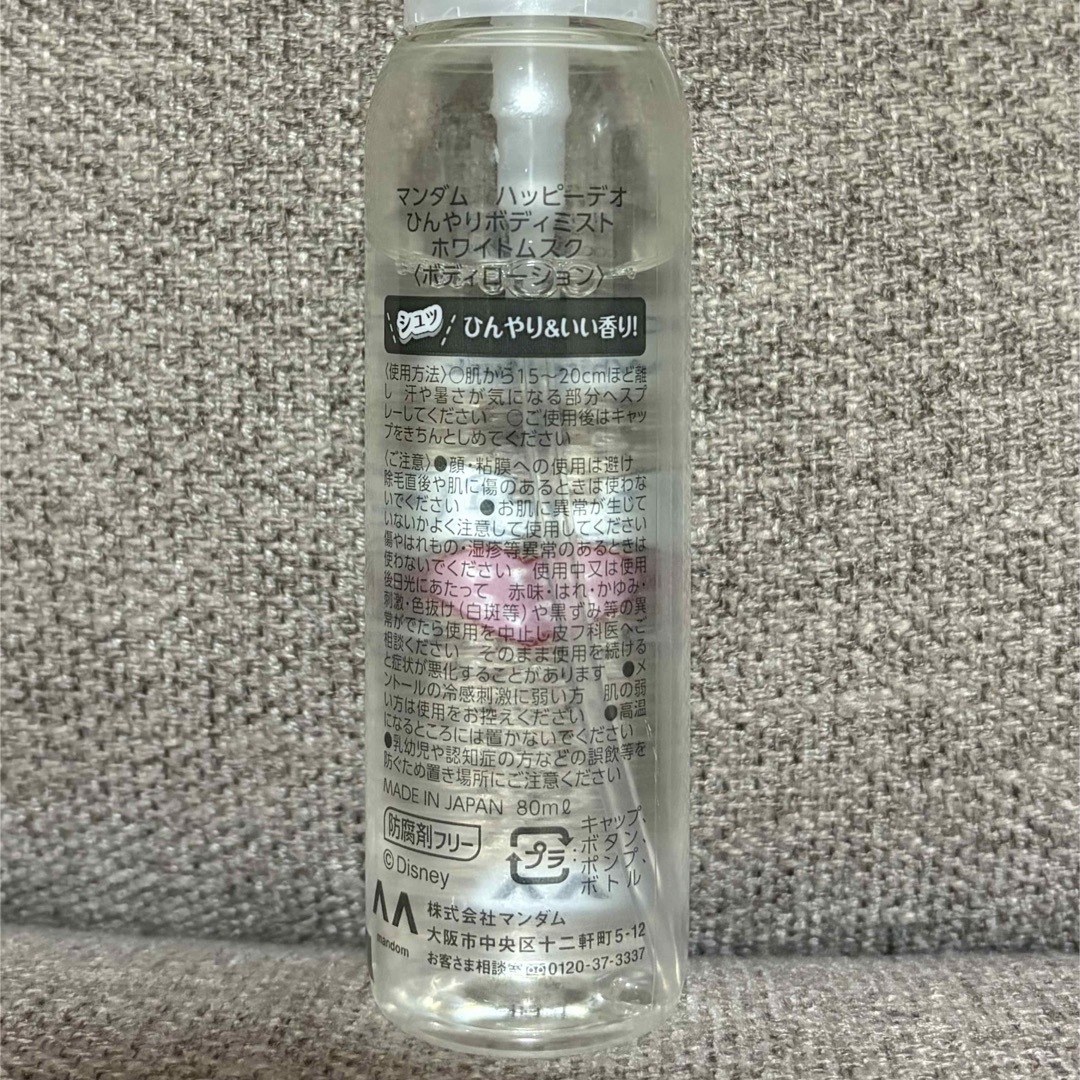 マンダム　ハッピーデオ
ひんやりボディミスト
ホワイトムスク
〈ボディローション〉
シュッ ひんやり&いい香り!
〈使用方法〉○肌から15～20cmほど離
し　汗や暑さが気になる部分へスプ
レーしてください　○ご使用後はキャッ
プをきちんとしめてください
〈ご注意〉●顔・粘膜への使用は避け
除毛直後や肌に傷のあるときは使わな
いでください　●お肌に異常が生じて
いないかよく注意して使用してください
傷やはれもの・湿疹等異常のあるときは
使わないでください　使用中又は使用
後日光にあたって　赤味・はれ・かゆみ・
刺激・色抜け(白斑等)や黒ずみ等の異
常がでたら使用を中止し皮フ科医へご
相談ください　そのまま使用を続ける
と症状が悪化することがあります　●メ
ントールの冷感刺激に弱い方　肌の弱
い方は使用をお控えください　●高温
になるところには置かないでください
●乳幼児や認知症の方などの誤飲等を
防ぐため置き場所にご注意ください
MADE IN JAPAN 80mℓ
防腐剤フリー
©Disney
プラ
キャップ、
ボタン、
ポンプ、
ボトル
mandom
株式会社マンダム
大阪市中央区十二軒町5-12
お客さま相談室 0120-37-3337